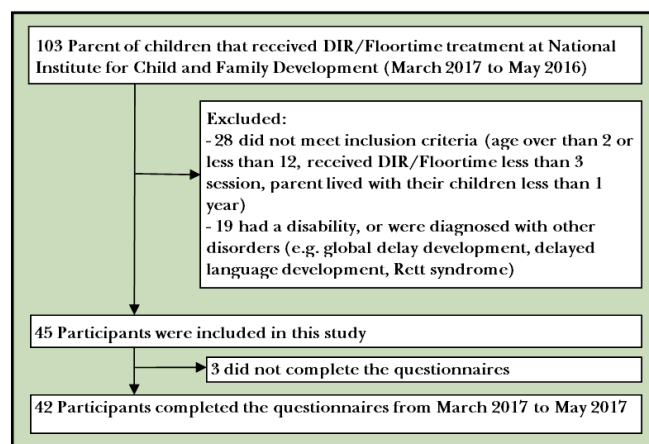 103 Parent of children that received DIR/Floortime treatment at National
Institute for Child and Family Development (March 2017 to May 2016)
Excluded:
- 28 did not meet inclusion criteria (age over than 2 or
less than 12, received DIR/Floortime less than 3
session, parent lived with their children less than 1
year)
- 19 had a disability, or were diagnosed with other
disorders (e.g. global delay development, delayed
language development, Rett syndrome)
45 Participants were included in this study
3 did not complete the questionnaires
42 Participants completed the questionnaires from March 2017 to May 2017